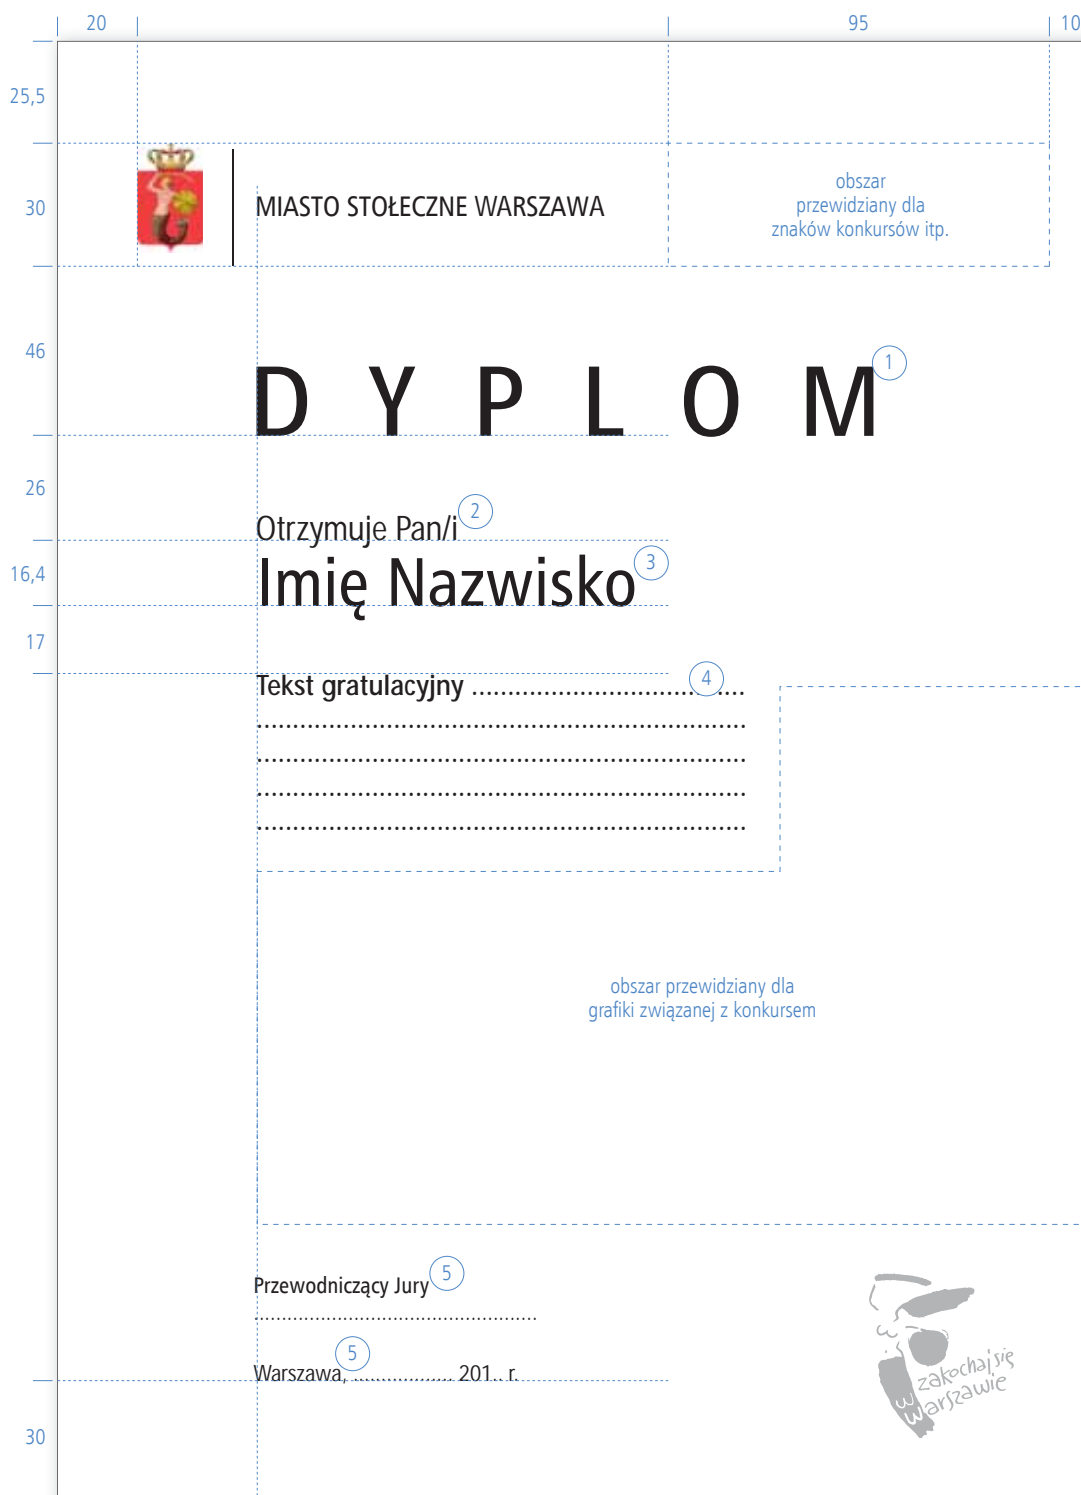 20 95 10
25,5
30
MIASTO STOŁECZNE WARSZAWA
obszar
przewidziany dla
znaków konkursów itp.
46
DYPLOM 1
26
Otrzymuje Pan/i 2
16,4
Imię Nazwisko 3
17
Tekst gratulacyjny ...................................... 4
....................................................................
....................................................................
....................................................................
....................................................................
obszar przewidziany dla
grafiki związanej z konkursem
Przewodniczący Jury 5
...................................................
5
Warszawa, .................. 201.. r.
zakochaj się
w warszawie
30